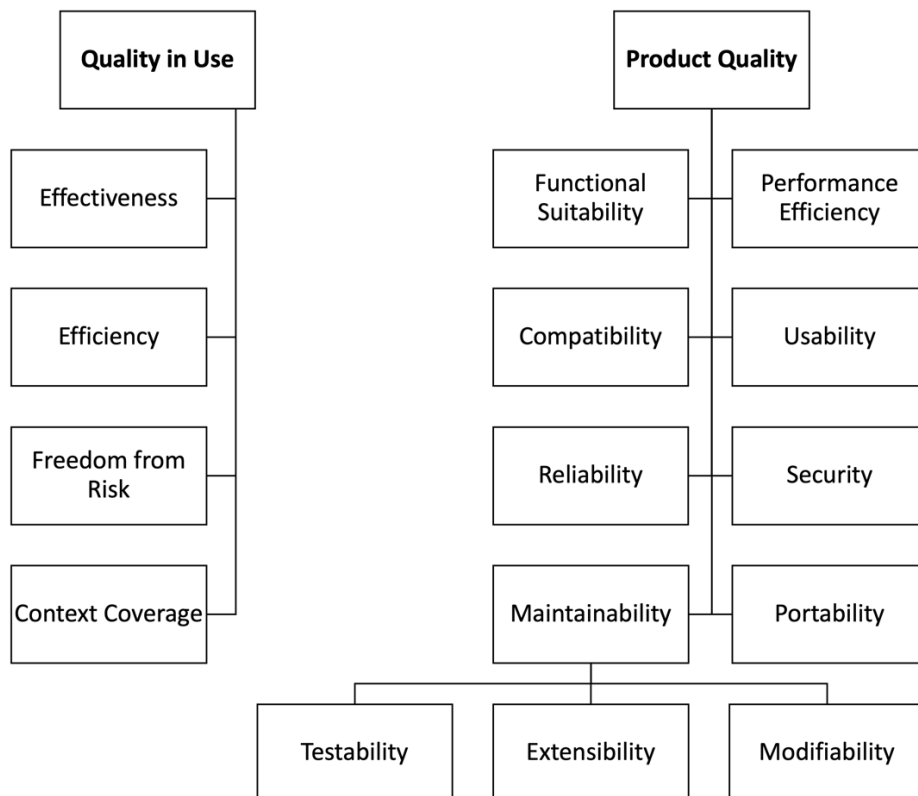 Quality in Use
Product Quality
Effectiveness
Functional
Suitability
Performance
Efficiency
Efficiency
Compatibility
Usability
Freedom from
Risk
Reliability
Security
Context Coverage
Maintainability
Portability
Testability
Extensibility
Modifiability